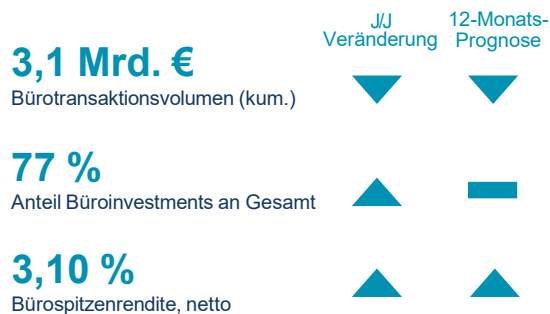 J/J
Veränderung
12-Monats-
Prognose
3,1 Mrd. €
Bürotransaktionsvolumen (kum.)
77 %
Anteil Büroinvestments an Gesamt
3,10 %
Bürospitzenrendite, netto